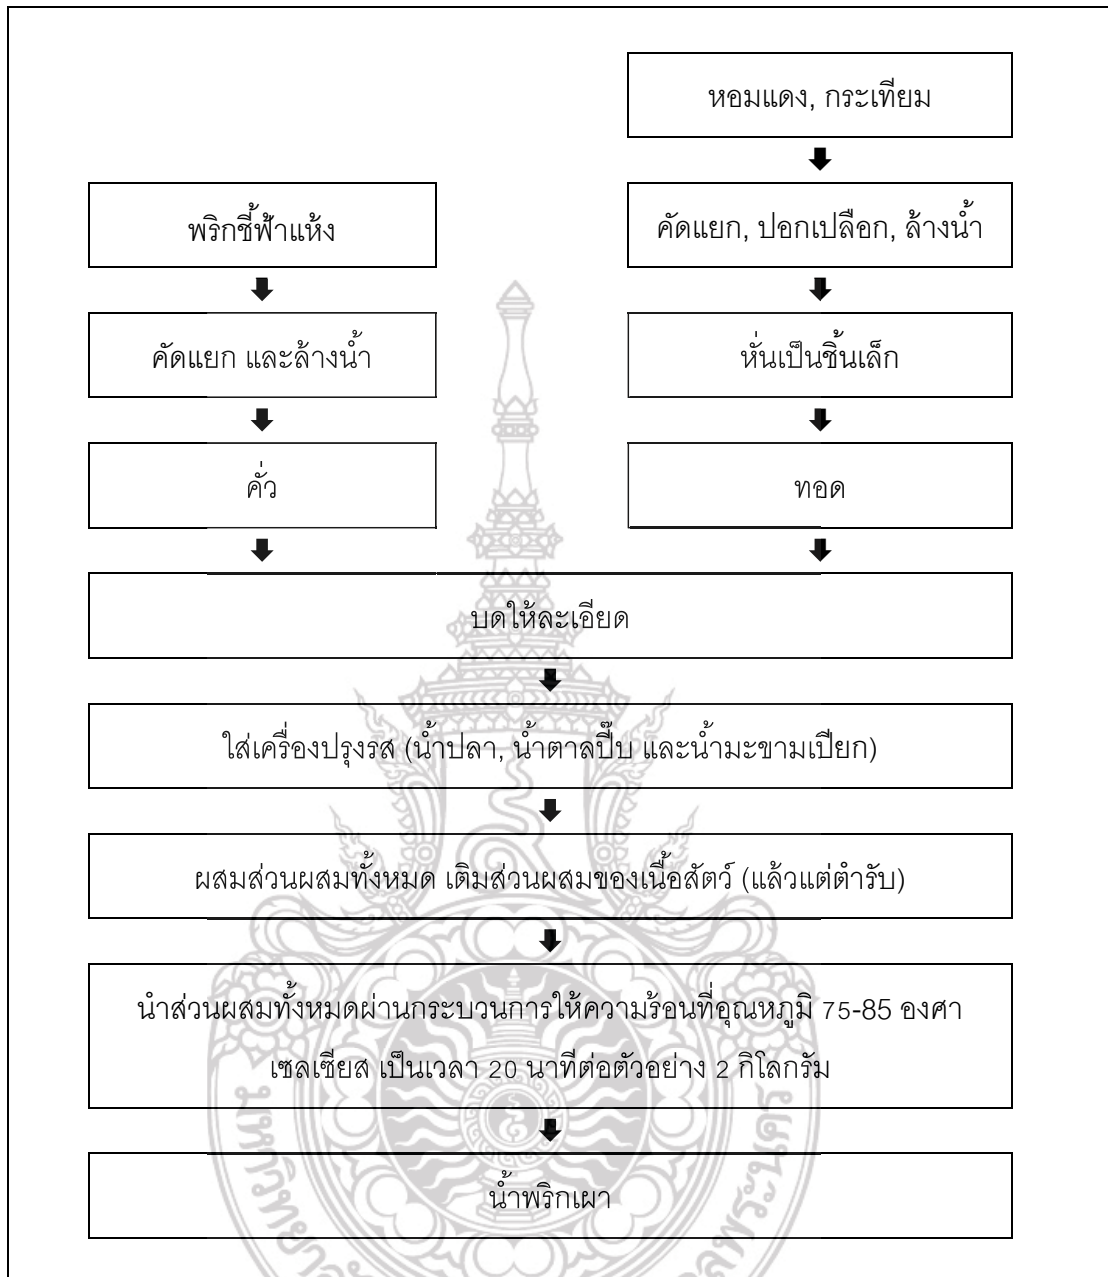 หอมแดง, กระเทียม
พริกชี้ฟ้าแห้ง
คัดแยก, ปอกเปลือก, ล้างน้ำ
คัดแยก และล้างน้ำ
หั่นเป็นชิ้นเล็ก
คั่ว
ทอด
บดให้ละเอียด
ใส่เครื่องปรุงรส (น้ำปลา, น้ำตาลปี๊บ และน้ำมะขามเปียก)
ผสมส่วนผสมทั้งหมด เติมส่วนผสมของเนื้อสัตว์ (แล้วแต่ตำรับ)
นำส่วนผสมทั้งหมดผ่านกระบวนการให้ความร้อนที่อุณหภูมิ 75-85 องศา
เซลเซียส เป็นเวลา 20 นาทีต่อตัวอย่าง 2 กิโลกรัม
น้ำพริกเผา